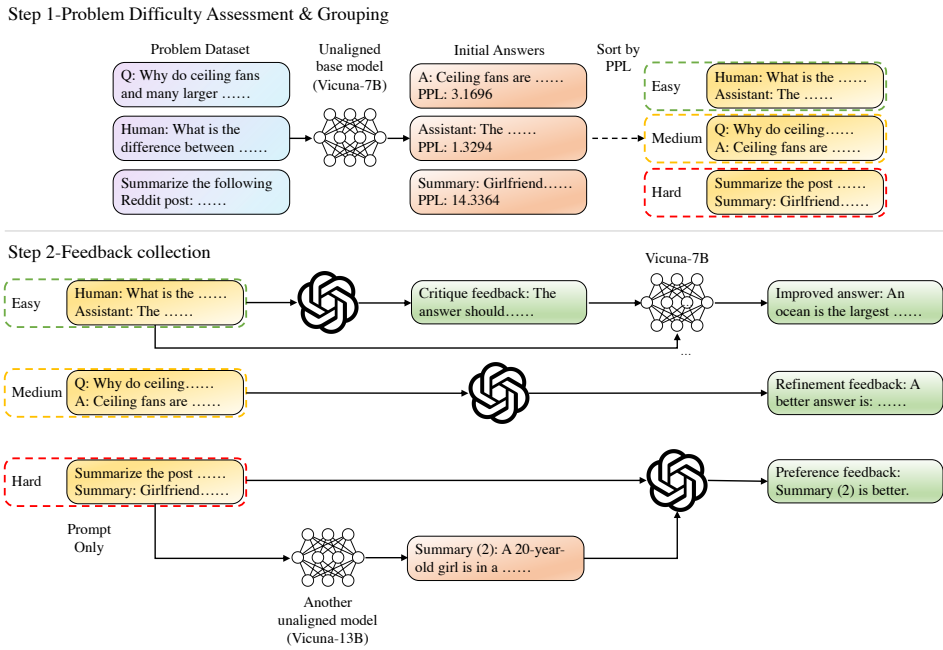 Step 1-Problem Difficulty Assessment & Grouping
Problem Dataset
Unaligned
base model
(Vicuna-7B)
Initial Answers
Sort by
PPL
Q: Why do ceiling fans
and many larger ……
Human: What is the
difference between ……
Summarize the following
Reddit post: ……
A: Ceiling fans are ……
PPL: 3.1696
Assistant: The ……
PPL: 1.3294
Summary: Girlfriend……
PPL: 14.3364
Easy
Human: What is the ……
Assistant: The ……
Medium
Q: Why do ceiling……
A: Ceiling fans are ……
Hard
Summarize the post ……
Summary: Girlfriend……
Step 2-Feedback collection
Easy
Human: What is the ……
Assistant: The ……
Critique feedback: The
answer should……
Vicuna-7B
...
Improved answer: An
ocean is the largest ……
Medium
Q: Why do ceiling……
A: Ceiling fans are ……
Refinement feedback: A
better answer is: ……
Hard
Summarize the post ……
Summary: Girlfriend……
Preference feedback:
Summary (2) is better.
Prompt
Only
Another
unaligned model
(Vicuna-13B)
Summary (2): A 20-year-
old girl is in a ……